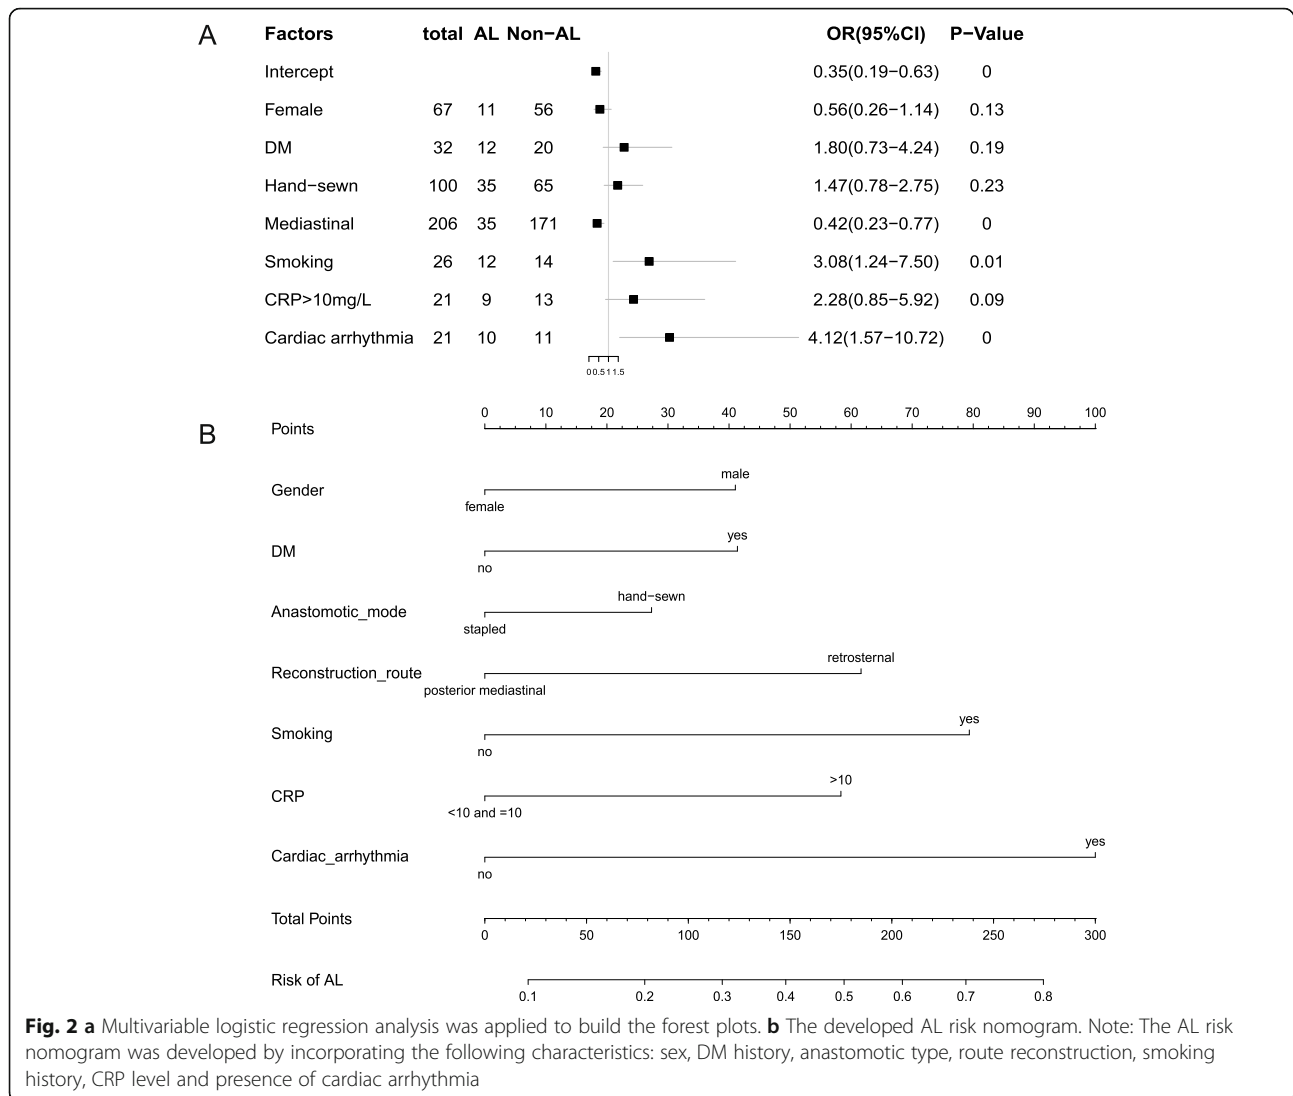 A Factors total AL Non−AL OR(95%CI) P−Value
Intercept 0.35(0.19−0.63) 0
Female 67 11 56 0.56(0.26−1.14) 0.13
DM 32 12 20 1.80(0.73−4.24) 0.19
Hand−sewn 100 35 65 1.47(0.78−2.75) 0.23
Mediastinal 206 35 171 0.42(0.23−0.77) 0
Smoking 26 12 14 3.08(1.24−7.50) 0.01
CRP>10mg/L 21 9 13 2.28(0.85−5.92) 0.09
Cardiac arrhythmia 21 10 11 4.12(1.57−10.72) 0
0 0.5 1 1.5
B
0 10 20 30 40 50 60 70 80 90 100
Points
male
Gender
female
yes
DM
no
hand−sewn
Anastomotic_mode
stapled
retrosternal
Reconstruction_route
posterior mediastinal
yes
Smoking
no
>10
CRP
<10 and =10
yes
Cardiac_arrhythmia
no
Total Points
0 50 100 150 200 250 300
Risk of AL
0.1 0.2 0.3 0.4 0.5 0.6 0.7 0.8
Fig. 2 a Multivariable logistic regression analysis was applied to build the forest plots. b The developed AL risk nomogram. Note: The AL risk
nomogram was developed by incorporating the following characteristics: sex, DM history, anastomotic type, route reconstruction, smoking
history, CRP level and presence of cardiac arrhythmia